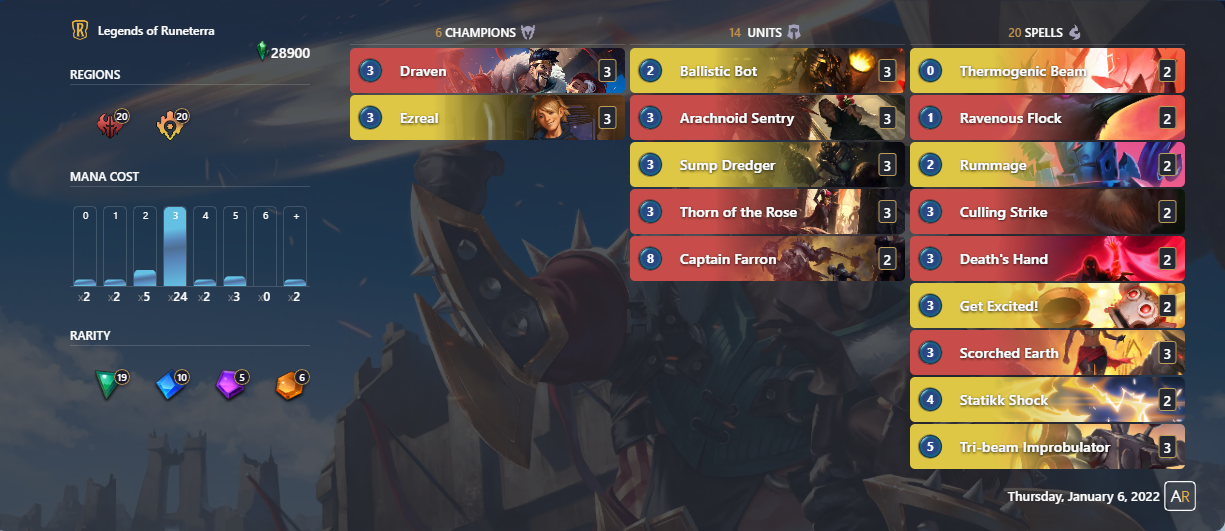 R Legends of Runeterra
28900
REGIONS
20 20
MANA COST
0 1 2 3 4 5 6 +
x2 x2 x5 x24 x2 x3 x0 x2
RARITY
19 10 5 6
6 CHAMPIONS
3 Draven 3
3 Ezreal 3
14 UNITS
2 Ballistic Bot 3
3 Arachnoid Sentry 3
3 Sump Dredger 3
3 Thorn of the Rose 3
8 Captain Farron 2
20 SPELLS
0 Thermogenic Beam 2
1 Ravenous Flock 2
2 Rummage 2
3 Culling Strike 2
3 Death's Hand 2
3 Get Excited! 2
3 Scorched Earth 3
4 Statikk Shock 2
5 Tri-beam Improbulator 3
Thursday, January 6, 2022 AR